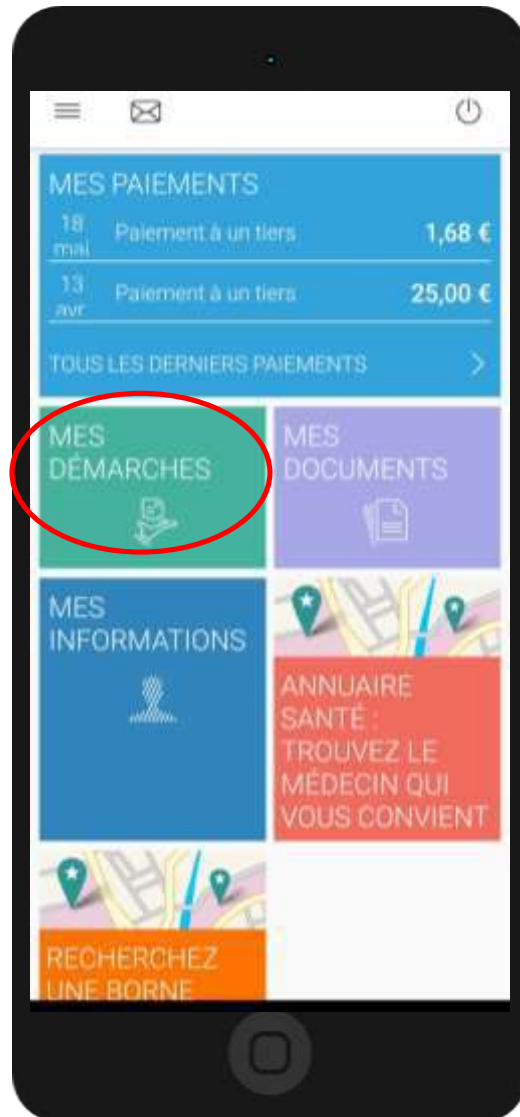 MES PAIEMENTS
18 mai Paiement à un tiers 1,68 €
13 avr Paiement à un tiers 25,00 €
TOUS LES DERNIERS PAIEMENTS
MES
DÉMARCHES
MES
DOCUMENTS
MES
INFORMATIONS
ANNUAIRE
SANTÉ :
TROUVEZ LE
MÉDECIN QUI
VOUS CONVIENT
RECHERCHEZ
UNE BORNE